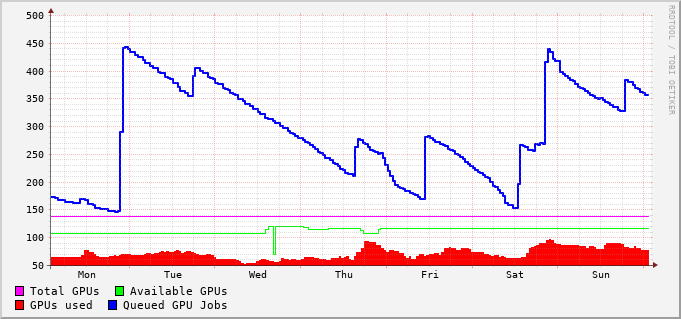 500
450
400
350
300
250
200
150
100
50
Mon Tue Wed Thu Fri Sat Sun
Total GPUs Available GPUs
GPUs used Queued GPU Jobs
RRDTOOL / TOBI OETIKER